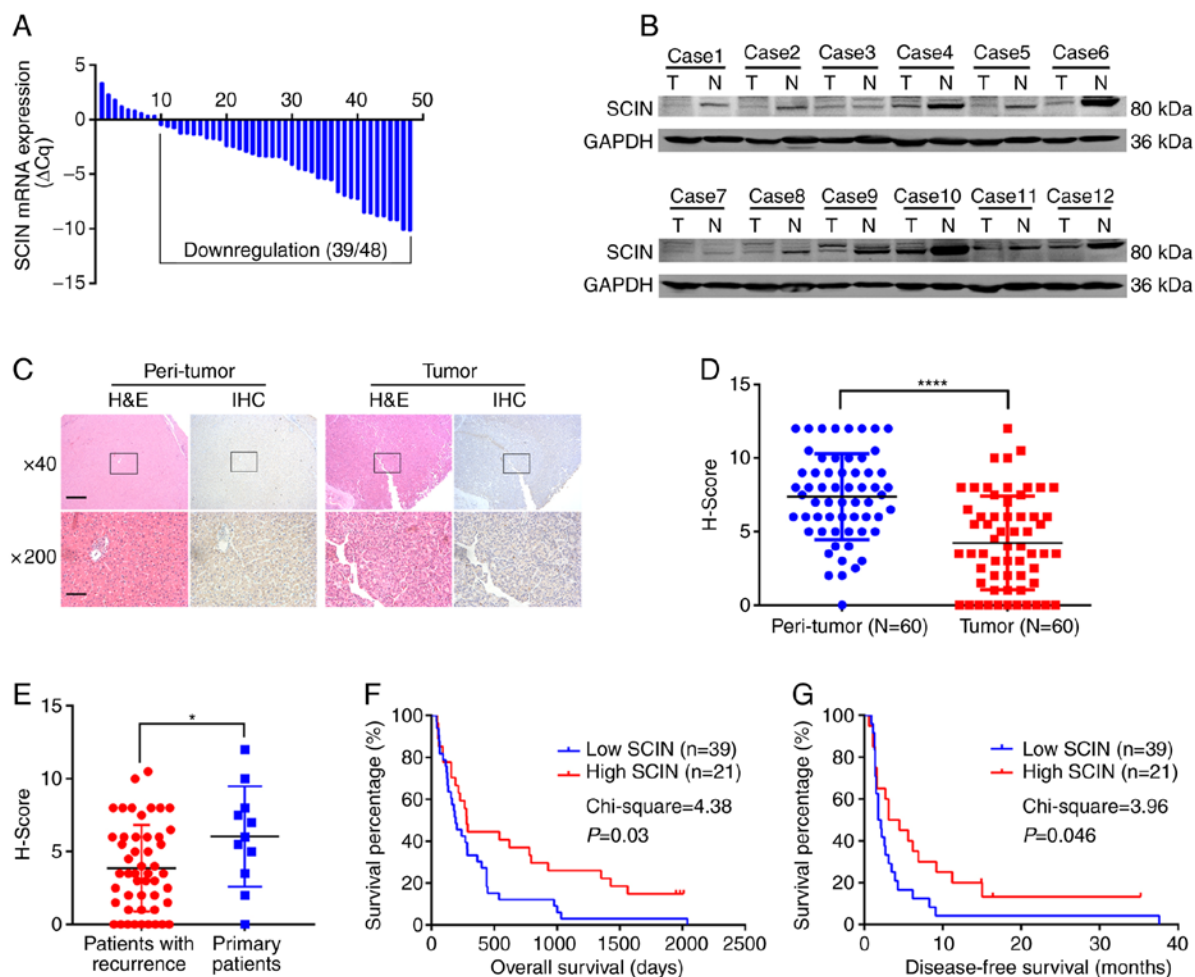 A
SCIN mRNA expression
(ΔCq)
5
0
−5
−10
−15
10 20 30 40 50
Downregulation (39/48)
B
Case1 Case2 Case3 Case4 Case5 Case6
T N T N T N T N T N T N
SCIN 80 kDa
GAPDH 36 kDa
Case7 Case8 Case9 Case10 Case11 Case12
T N T N T N T N T N T N
SCIN 80 kDa
GAPDH 36 kDa
C
Peri-tumor Tumor
H&E IHC H&E IHC
×40
×200
D
H-Score
15
10
5
0
****
Peri-tumor (N=60) Tumor (N=60)
E
H-Score
15
10
5
0
*
Patients with
recurrence
Primary
patients
F
Survival percentage (%)
100
80
60
40
20
0
Low SCIN (n=39)
High SCIN (n=21)
Chi-square=4.38
P=0.03
0 500 1000 1500 2000 2500
Overall survival (days)
G
Survival percentage (%)
100
80
60
40
20
0
Low SCIN (n=39)
High SCIN (n=21)
Chi-square=3.96
P=0.046
0 10 20 30 40
Disease-free survival (months)